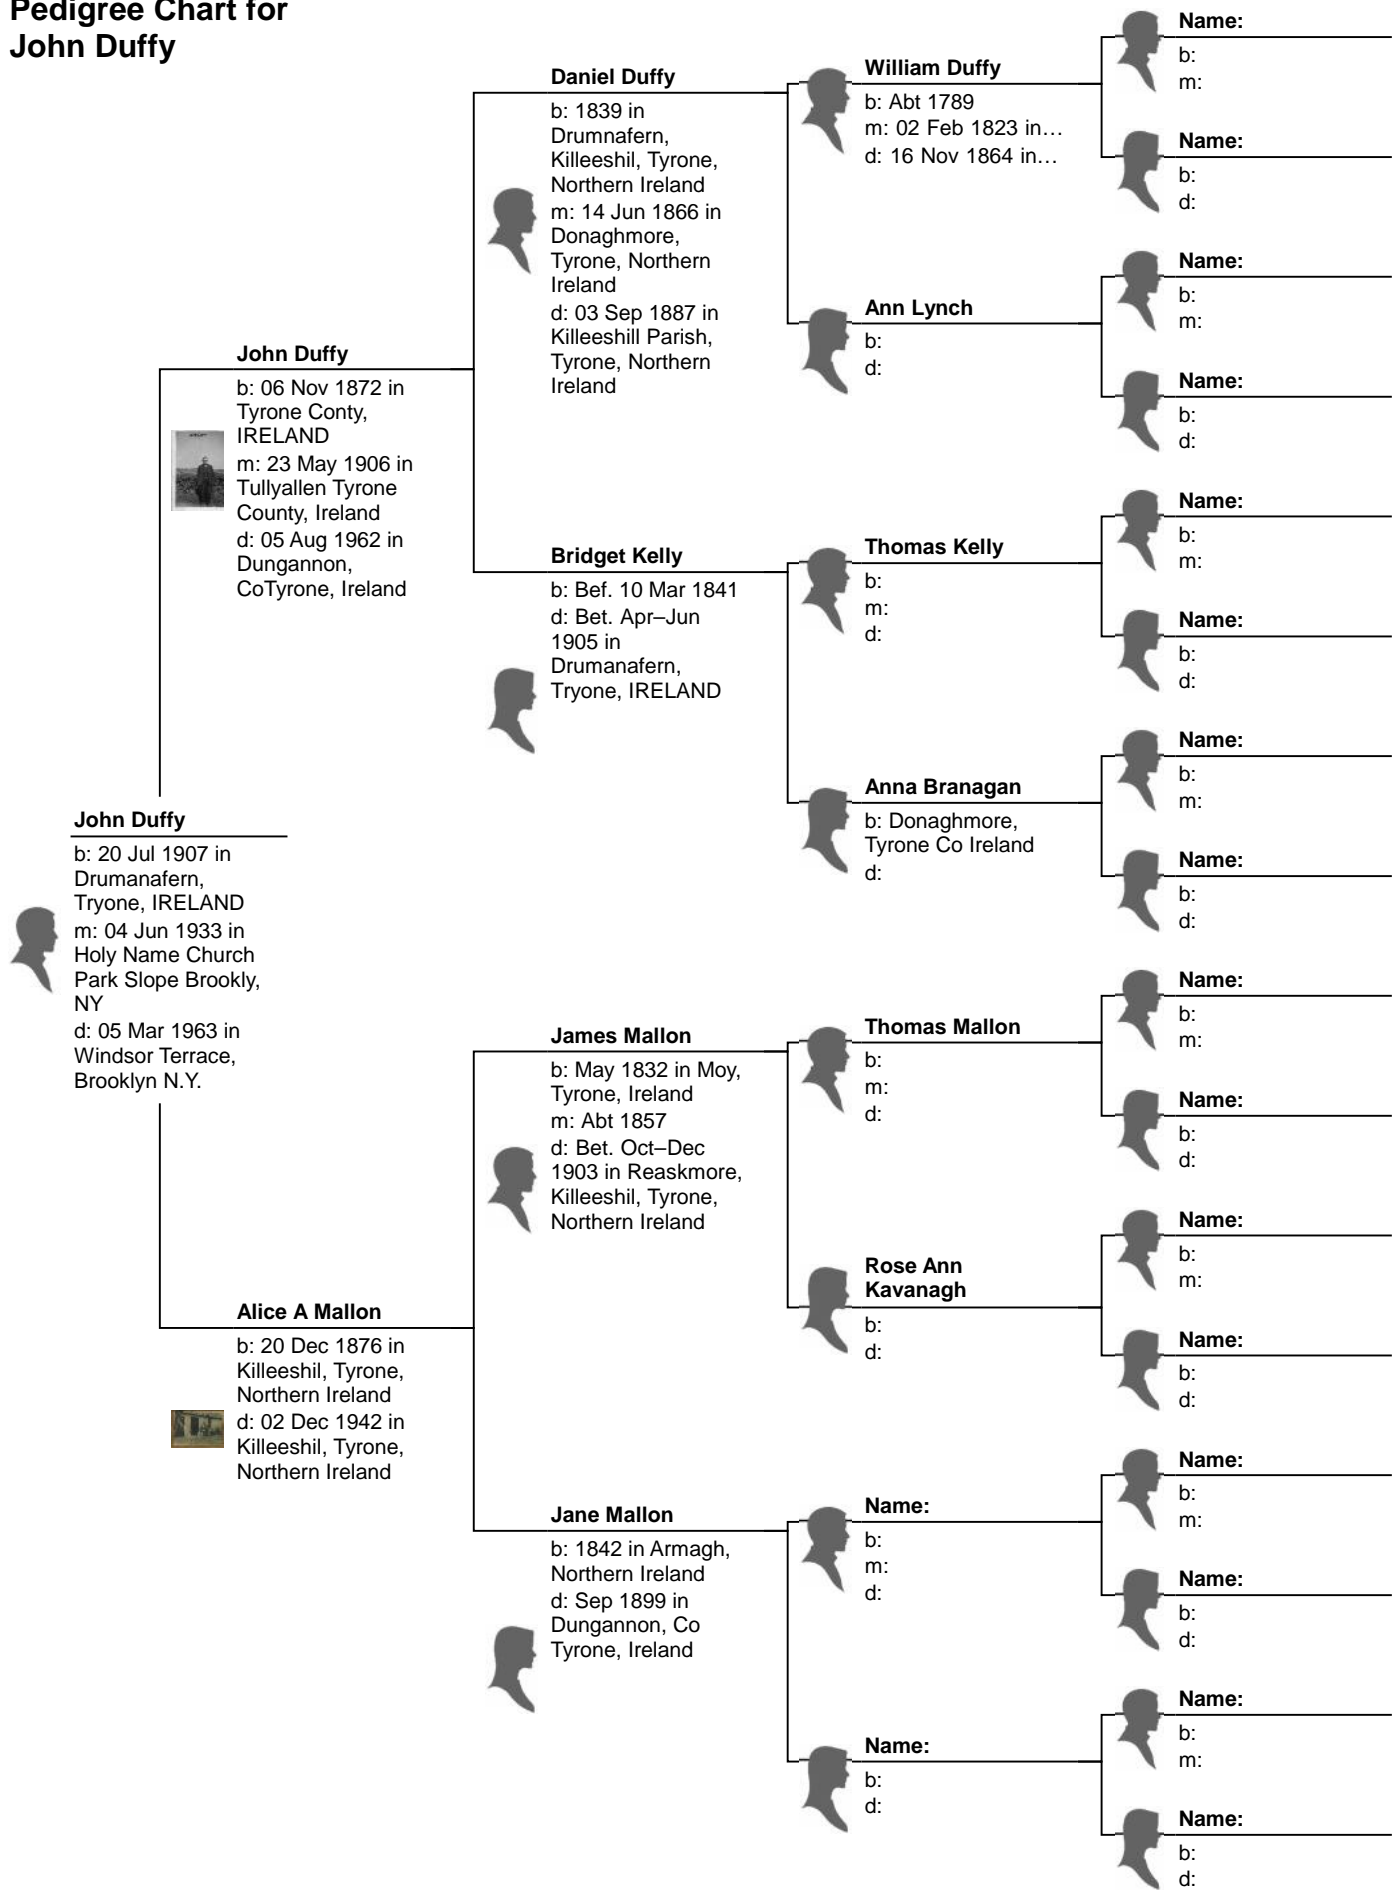 Pedigree Chart for
John Duffy
John Duffy
b: 20 Jul 1907 in
Drumanafern,
Tryone, IRELAND
m: 04 Jun 1933 in
Holy Name Church
Park Slope Brookly,
NY
d: 05 Mar 1963 in
Windsor Terrace,
Brooklyn N.Y.
John Duffy
b: 06 Nov 1872 in
Tyrone Conty,
IRELAND
m: 23 May 1906 in
Tullyallen Tyrone
County, Ireland
d: 05 Aug 1962 in
Dungannon,
CoTyrone, Ireland
Alice A Mallon
b: 20 Dec 1876 in
Killeeshil, Tyrone,
Northern Ireland
d: 02 Dec 1942 in
Killeeshil, Tyrone,
Northern Ireland
Daniel Duffy
b: 1839 in
Drumnafern,
Killeeshil, Tyrone,
Northern Ireland
m: 14 Jun 1866 in
Donaghmore,
Tyrone, Northern
Ireland
d: 03 Sep 1887 in
Killeeshill Parish,
Tyrone, Northern
Ireland
Bridget Kelly
b: Bef. 10 Mar 1841
d: Bet. Apr–Jun
1905 in
Drumanafern,
Tryone, IRELAND
James Mallon
b: May 1832 in Moy,
Tyrone, Ireland
m: Abt 1857
d: Bet. Oct–Dec
1903 in Reaskmore,
Killeeshil, Tyrone,
Northern Ireland
Jane Mallon
b: 1842 in Armagh,
Northern Ireland
d: Sep 1899 in
Dungannon, Co
Tyrone, Ireland
William Duffy
b: Abt 1789
m: 02 Feb 1823 in…
d: 16 Nov 1864 in…
Ann Lynch
b:
d:
Thomas Kelly
b:
m:
d:
Anna Branagan
b: Donaghmore,
Tyrone Co Ireland
d:
Thomas Mallon
b:
m:
d:
Rose Ann
Kavanagh
b:
d:
Name:
b:
m:
d:
Name:
b:
d:
Name:
b:
m:
Name:
b:
d:
Name:
b:
m:
Name:
b:
d:
Name:
b:
m:
Name:
b:
d:
Name:
b:
m:
Name:
b:
d:
Name:
b:
m:
Name:
b:
d:
Name:
b:
m:
Name:
b:
d:
Name:
b:
m:
Name:
b:
d:
Name:
b:
m:
Name:
b:
d: